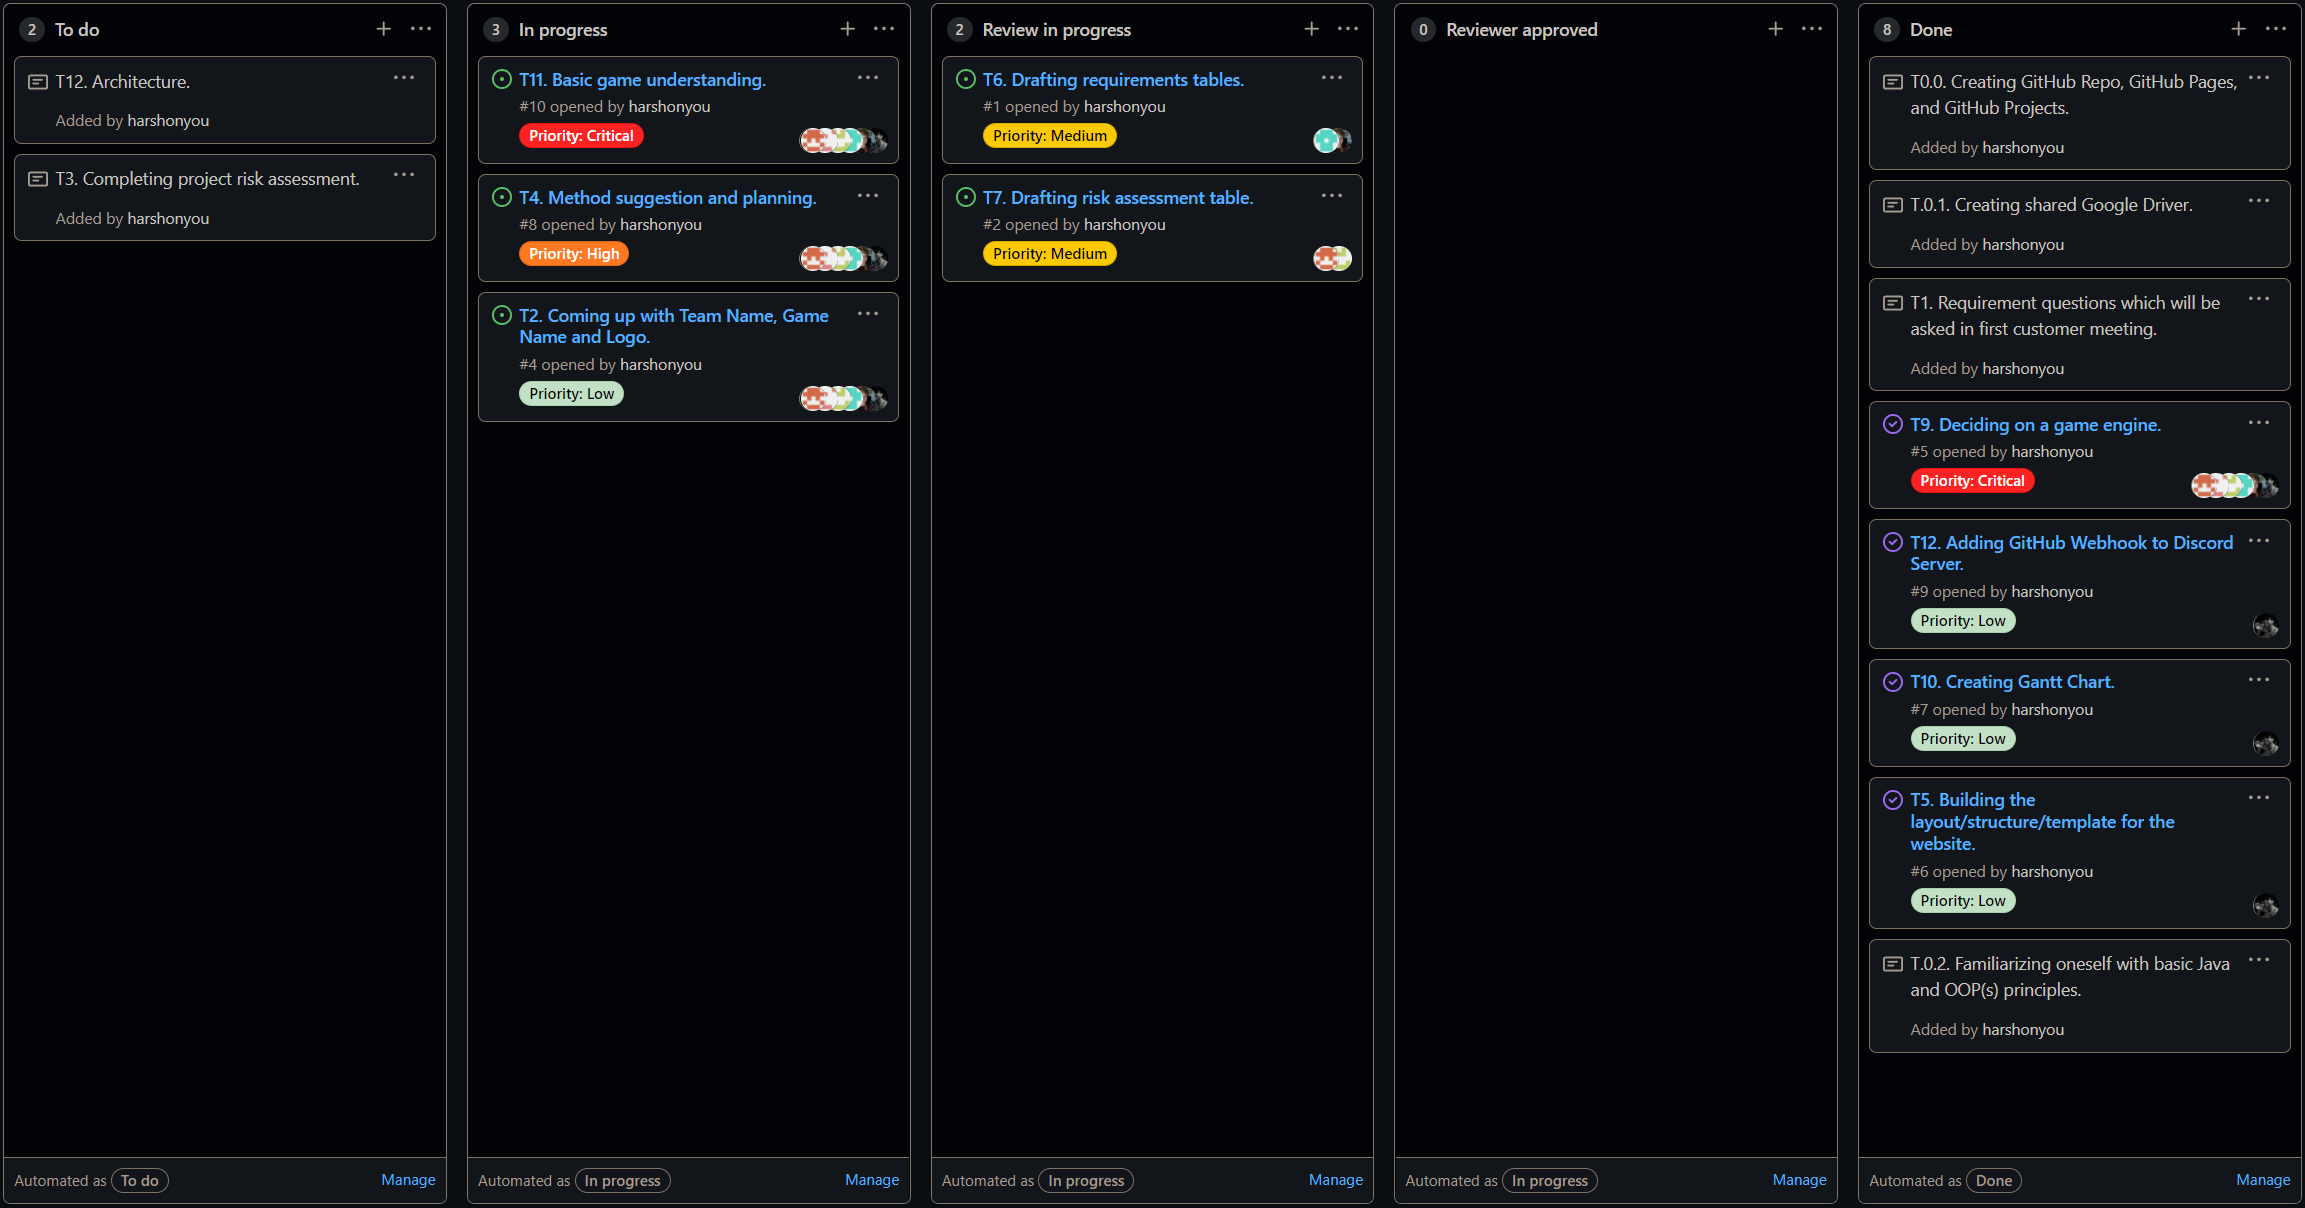 2 To do
T12. Architecture.
Added by harshonyou
T3. Completing project risk assessment.
Added by harshonyou
Automated as To do Manage
3 In progress
T11. Basic game understanding.
#10 opened by harshonyou
Priority: Critical
T4. Method suggestion and planning.
#8 opened by harshonyou
Priority: High
T2. Coming up with Team Name, Game
Name and Logo.
#4 opened by harshonyou
Priority: Low
Automated as In progress Manage
2 Review in progress
T6. Drafting requirements tables.
#1 opened by harshonyou
Priority: Medium
T7. Drafting risk assessment table.
#2 opened by harshonyou
Priority: Medium
Automated as In progress Manage
0 Reviewer approved
Automated as In progress Manage
8 Done
T0.0. Creating GitHub Repo, GitHub Pages,
and GitHub Projects.
Added by harshonyou
T.0.1. Creating shared Google Driver.
Added by harshonyou
T1. Requirement questions which will be
asked in first customer meeting.
Added by harshonyou
T9. Deciding on a game engine.
#5 opened by harshonyou
Priority: Critical
T12. Adding GitHub Webhook to Discord
Server.
#9 opened by harshonyou
Priority: Low
T10. Creating Gantt Chart.
#7 opened by harshonyou
Priority: Low
T5. Building the
layout/structure/template for the
website.
#6 opened by harshonyou
Priority: Low
T.0.2. Familiarizing oneself with basic Java
and OOP(s) principles.
Added by harshonyou
Automated as Done Manage